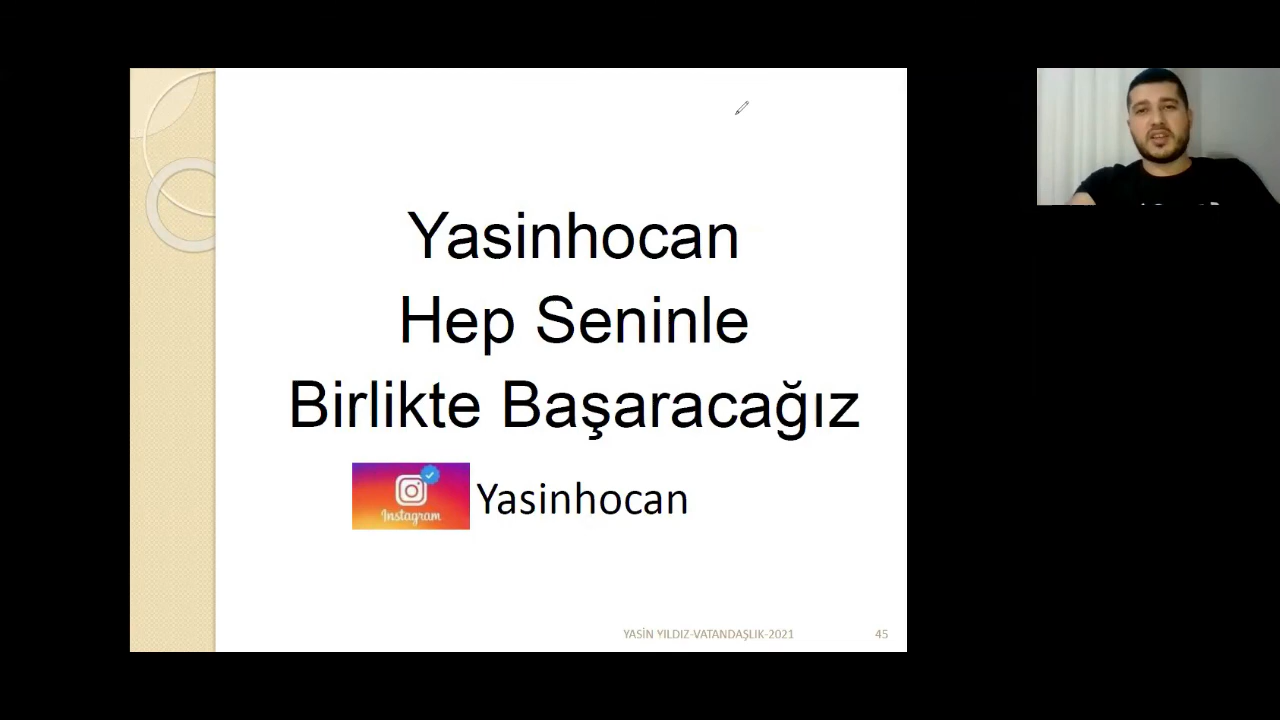 Yasinhocan
Hep Seninle
Birlikte Başaracağız
Instagram
Yasinhocan
YASİN YILDIZ-VATANDAŞLIK-2021
45